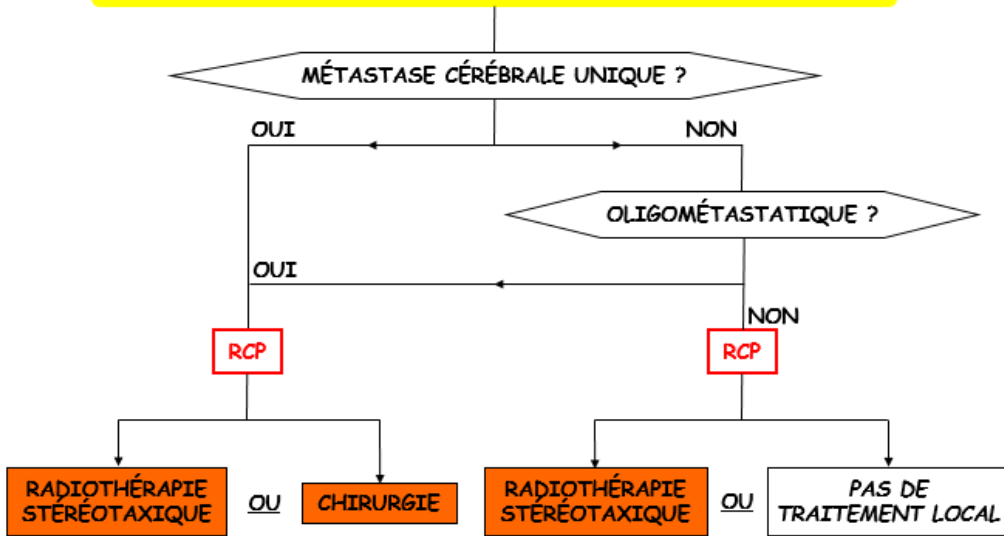 MÉTASTASE CÉRÉBRALE UNIQUE ?
OUI
NON
OLIGOMÉTASTATIQUE ?
OUI
NON
RCP
RCP
RADIOTHÉRAPIE
STÉRÉOTAXIQUE
OU
CHIRURGIE
RADIOTHÉRAPIE
STÉRÉOTAXIQUE
OU
PAS DE
TRAITEMENT LOCAL